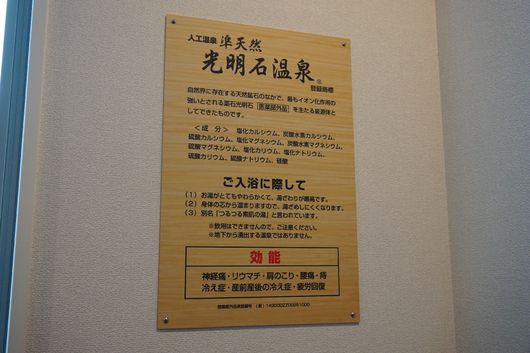 人工温泉 準天然
光明石温泉®
登録商標
自然界に存在する天然鉱石のなかで、最もイオン化作用の
強いとされる薬石光明石 医薬部外品 を主たる泉源体と
してできたものです。
＜成 分＞ 塩化カルシウム、炭酸水素カルシウム、
硫酸カルシウム、塩化マグネシウム、炭酸水素マグネシウム、
硫酸マグネシウム、塩化カリウム、塩化ナトリウム、
硫酸カリウム、硫酸ナトリウム、硅酸
ご入浴に際して
（1） お湯がとてもやわらかくて、湯ざわりが最高です。
（2） 身体の芯から温まりますので、湯ざめしにくくなります。
（3） 別名「つるつる素肌の湯」と言われています。
※飲用はできませんので、ご注意ください。
※地下から湧出する温泉ではありません。
効能
神経痛・リウマチ・肩のこり・腰痛・痔
冷え症・産前産後の冷え症・疲労回復